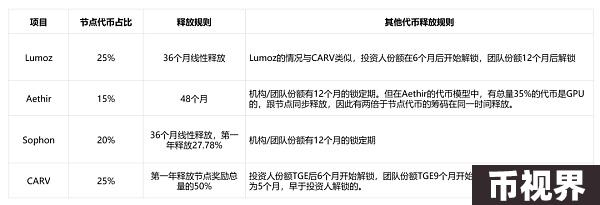 项目 节点代币占比 释放规则 其他代币释放规则
Lumoz 25% 36个月线性释放 Lumoz的情况与CARV类似，投资人份额在6个月后开始解锁，团队份额12个月后解锁
Aethir 15% 48个月 机构/团队份额有12个月的锁定期。但在Aethir的代币模型中，有总量35%的代币是GPU
的，跟节点同步释放，因此有两倍于节点代币的筹码在同一时间释放。
Sophon 20% 36个月线性释放，第一
年释放27.78% 机构/团队份额有12个月的锁定期
CARV 25% 第一年释放节点奖励总
量的50% 投资人份额TGE后6个月开始解锁，团队份额TGE9个月开始
为5个月，早于投资人解锁的。
币视界